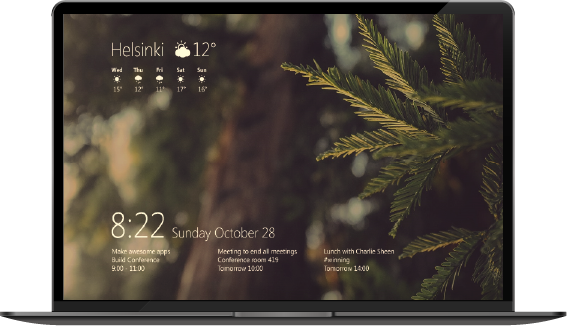 Helsinki 12°
Wed Thu Fri Sat Sun
15° 12° 11° 17° 16°
8:22 Sunday October 28
Make awesome apps
Build Conference
9:00 - 11:00
Meeting to end all meetings
Conference room 419
Tomorrow 10:00
Lunch with Charlie Sheen
#winning
Tomorrow 14:00